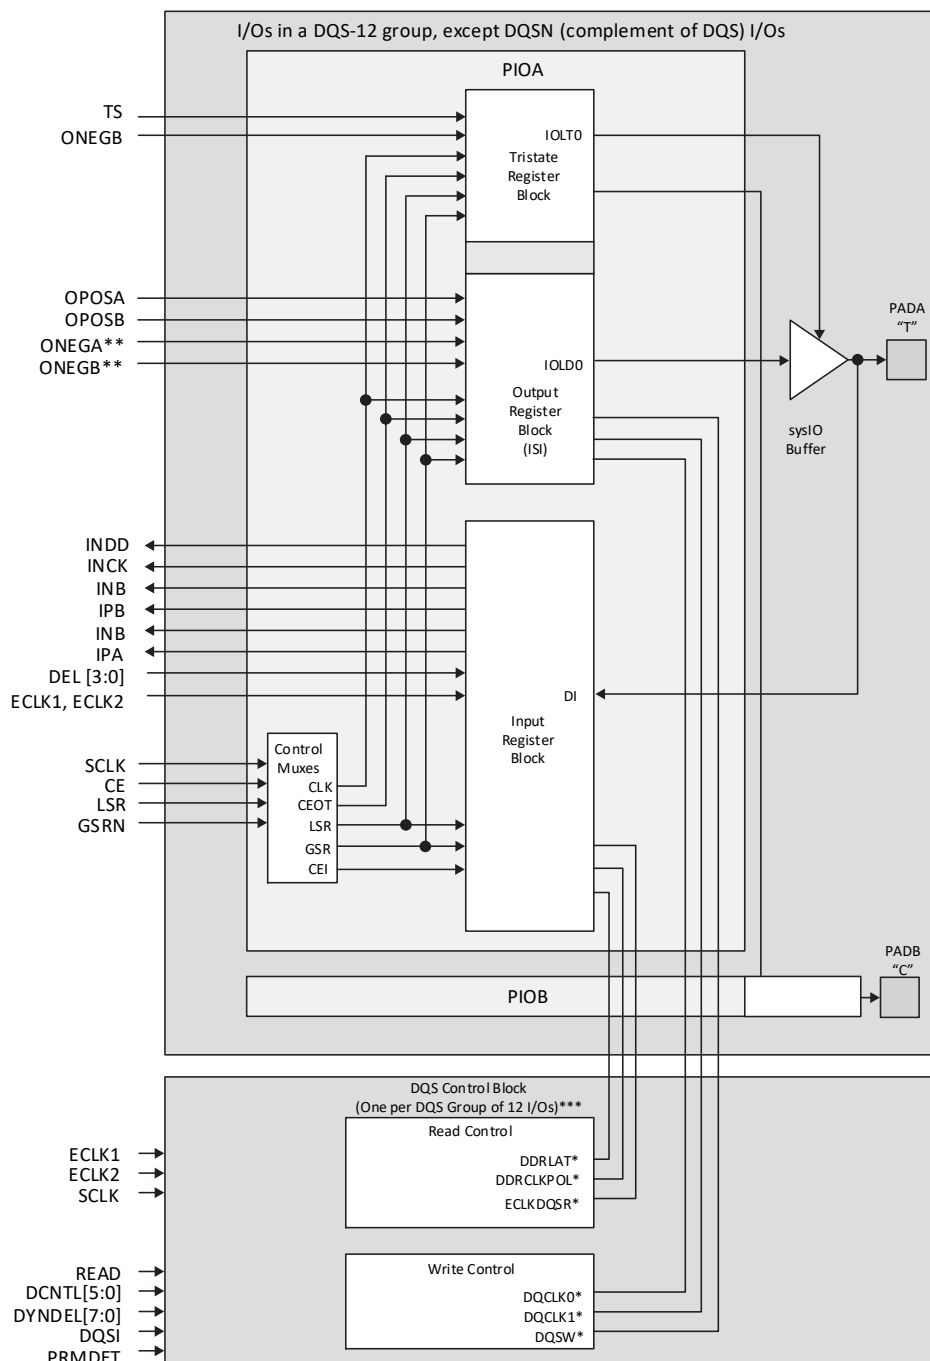 I/Os in a DQS-12 group, except DQSN (complement of DQS) I/Os
PIOA
TS
ONEGB
IOLT0
Tristate
Register
Block
OPOSA
OPOSB
ONEGA**
ONEGB**
IOLD0
Output
Register
Block
(ISI)
PADA
“T”
sysIO
Buffer
INDD
INCK
INB
IPB
INB
IPA
DEL [3:0]
ECLK1, ECLK2
DI
Input
Register
Block
SCLK
CE
LSR
GSRN
Control
Muxes
CLK
CEOT
LSR
GSR
CEI
PADB
“C”
PIOB
DQS Control Block
(One per DQS Group of 12 I/Os)***
Read Control
DDRLAT*
DDRCLKPOL*
ECLKDQSR*
ECLK1
ECLK2
SCLK
Write Control
DQCLK0*
DQCLK1*
DQSW*
READ
DCNTL[5:0]
DYNDEL[7:0]
DQSI
PRMDET